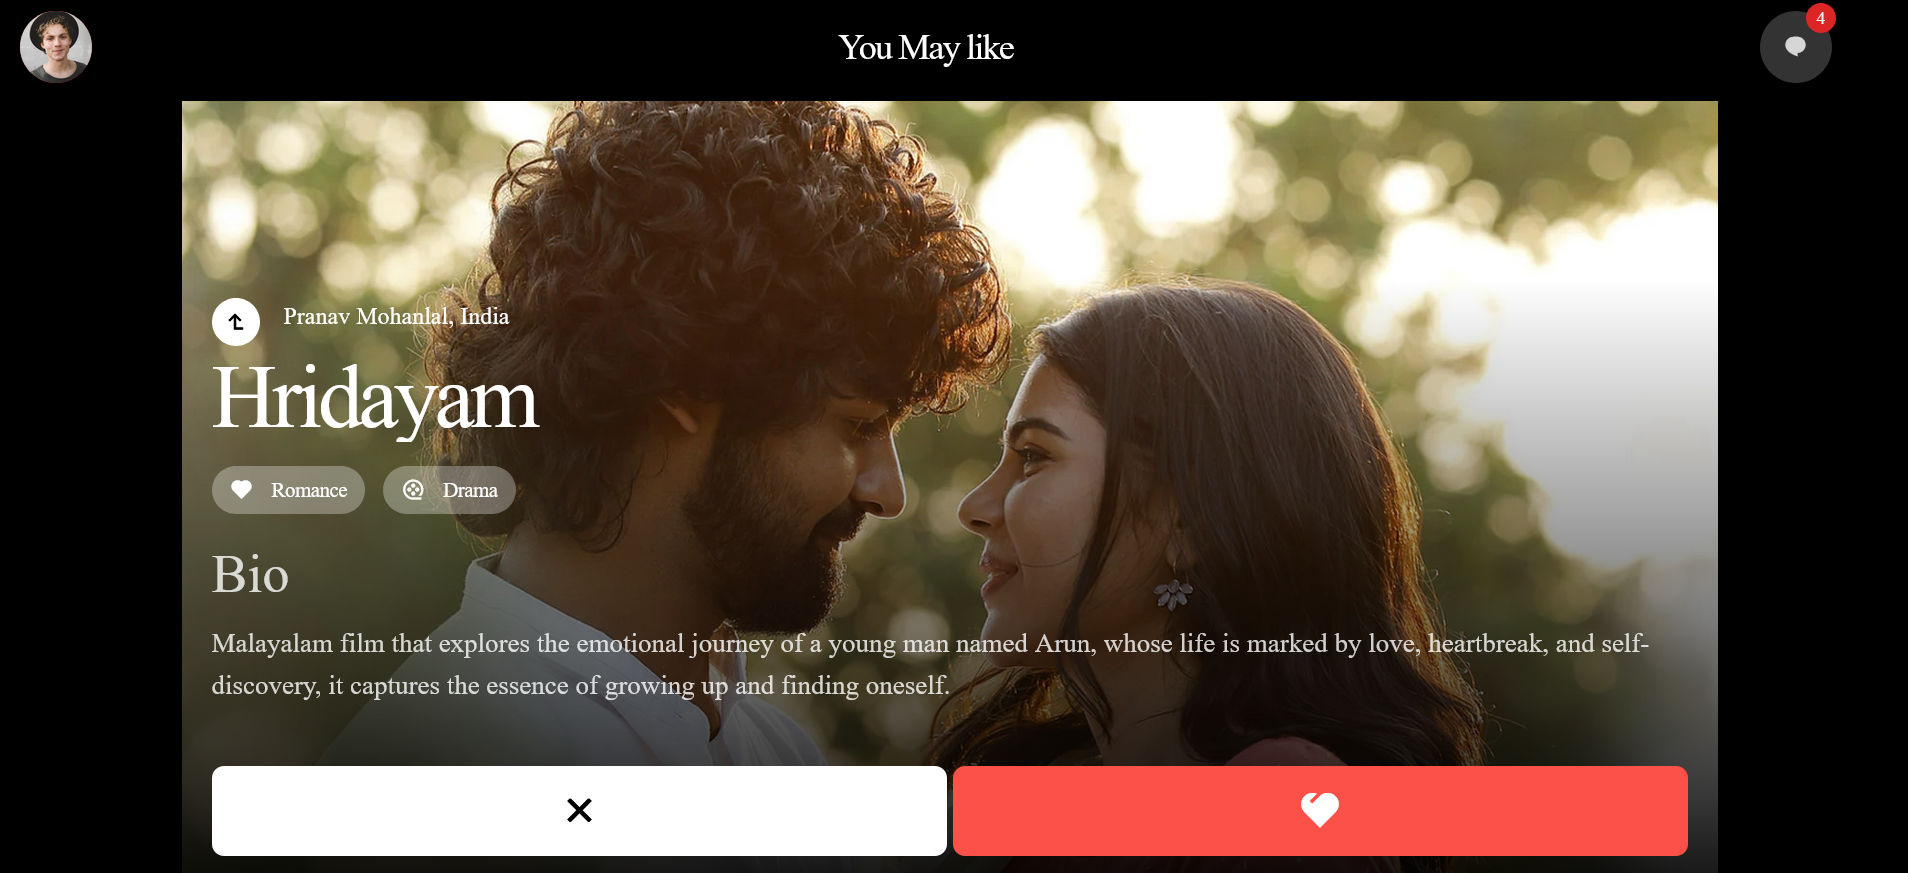 You May like
4
Pranav Mohanlal, India
Hridayam
Romance
Drama
Bio
Malayalam film that explores the emotional journey of a young man named Arun, whose life is marked by love, heartbreak, and self-
discovery, it captures the essence of growing up and finding oneself.